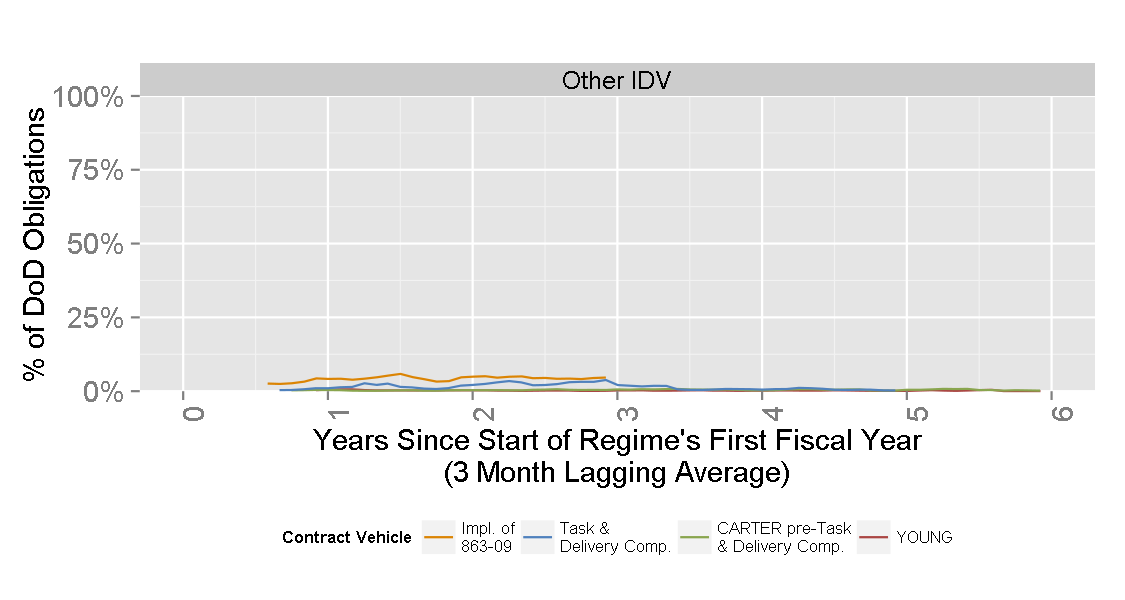 Other IDV
100%
75%
50%
25%
0%
% of DoD Obligations
0 1 2 3 4 5 6
Years Since Start of Regime's First Fiscal Year
(3 Month Lagging Average)
Contract Vehicle
Impl. of
863-09
Task &
Delivery Comp.
CARTER pre-Task
& Delivery Comp.
YOUNG